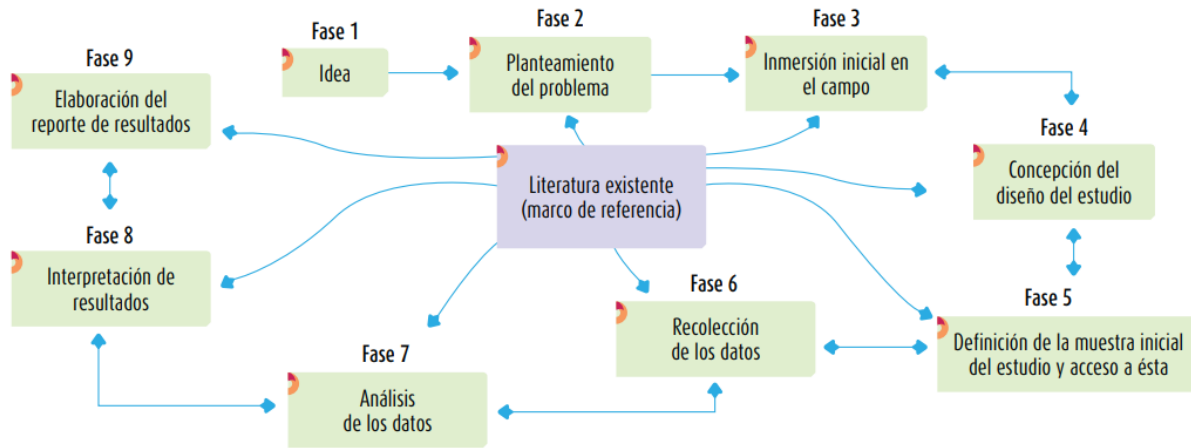 Fase 1
Idea
Fase 2
Planteamiento
del problema
Fase 3
Inmersión inicial en
el campo
Fase 4
Concepción del
diseño del estudio
Fase 5
Definición de la muestra inicial
del estudio y acceso a ésta
Fase 6
Recolección
de los datos
Fase 7
Análisis
de los datos
Fase 8
Interpretación de
resultados
Fase 9
Elaboración del
reporte de resultados
Literatura existente
(marco de referencia)